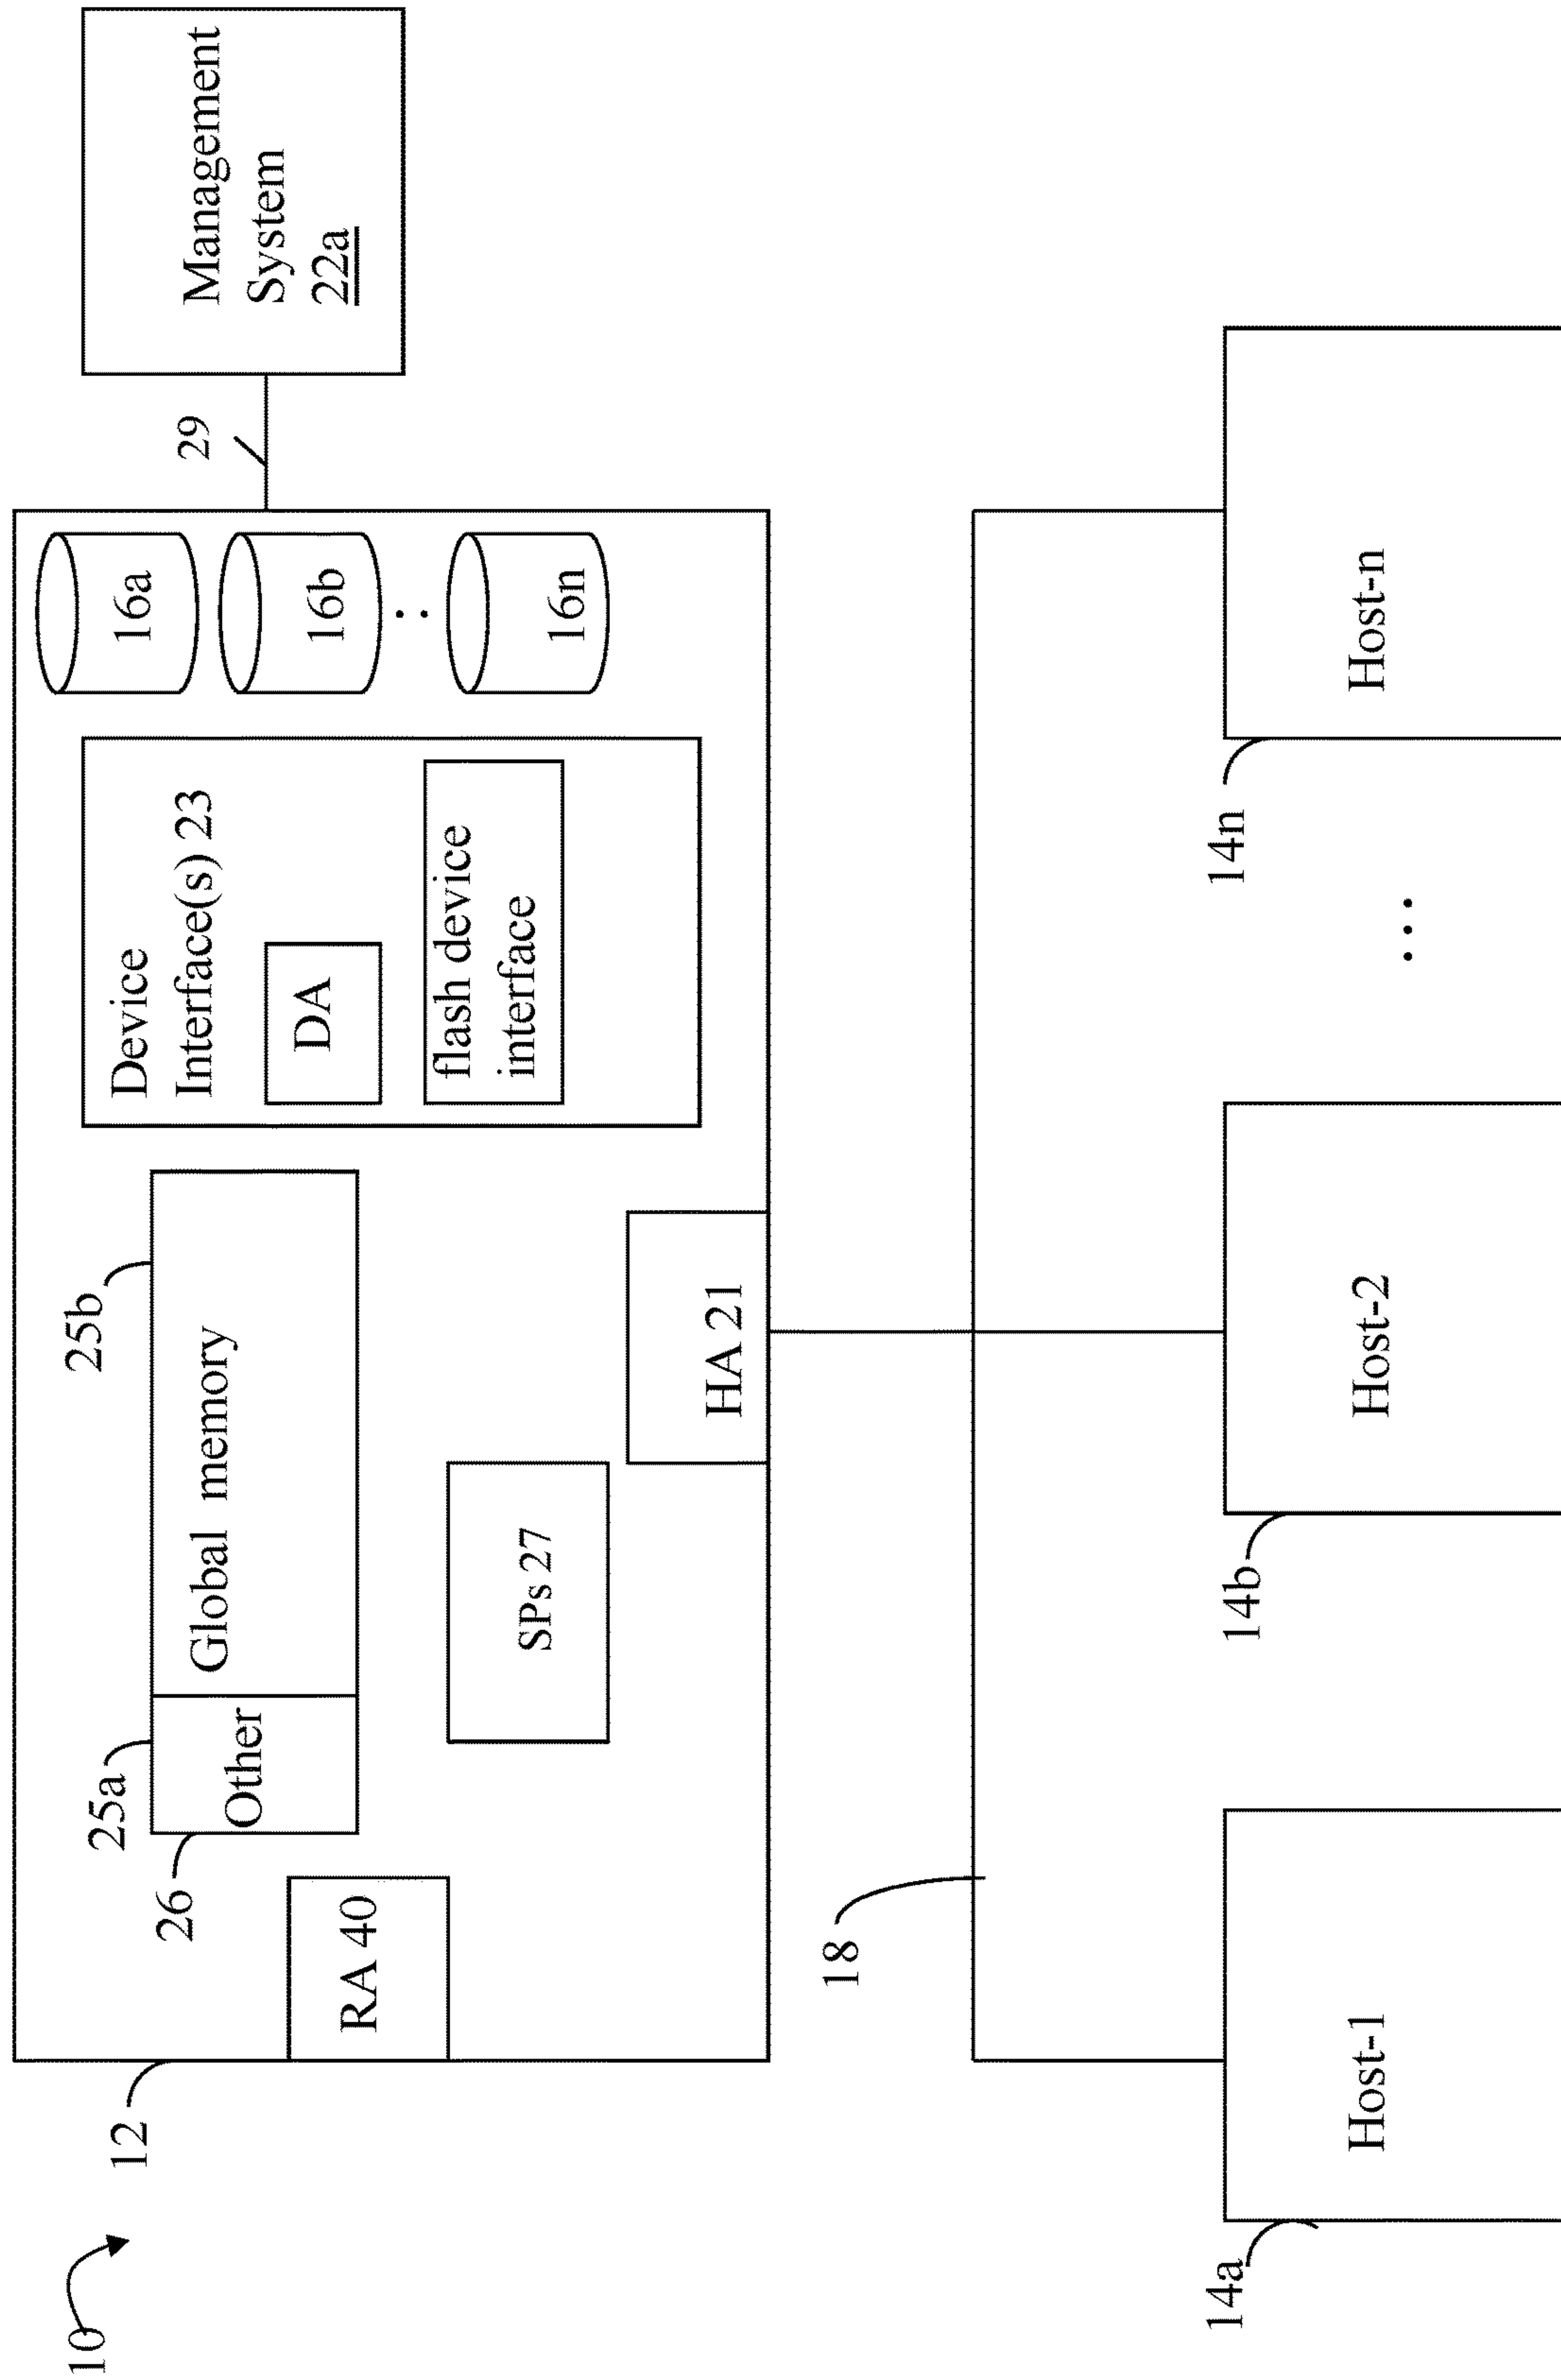 10
12
RA 40
26
25a
Other
Global memory
25b
SPs 27
HA 21
Device
Interface(s) 23
DA
flash device
interface
16a
16b
16n
29
Management
System
22a
18
14a
Host-1
14b
Host-2
...
14n
Host-n